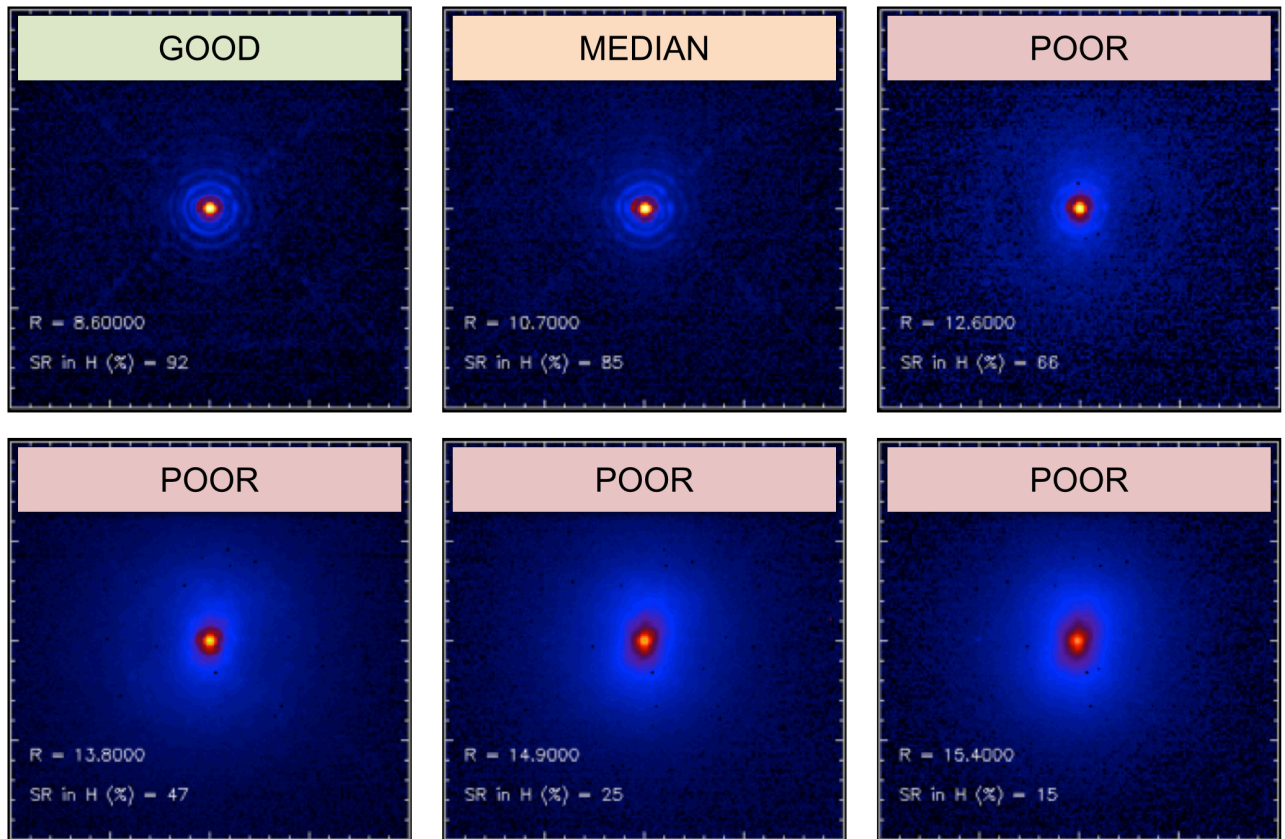 GOOD
R = 8.60000
SR in H (%) = 92
MEDIAN
R = 10.7000
SR in H (%) = 85
POOR
R = 12.6000
SR in H (%) = 66
POOR
R = 13.8000
SR in H (%) = 47
POOR
R = 14.9000
SR in H (%) = 25
POOR
R = 15.4000
SR in H (%) = 15